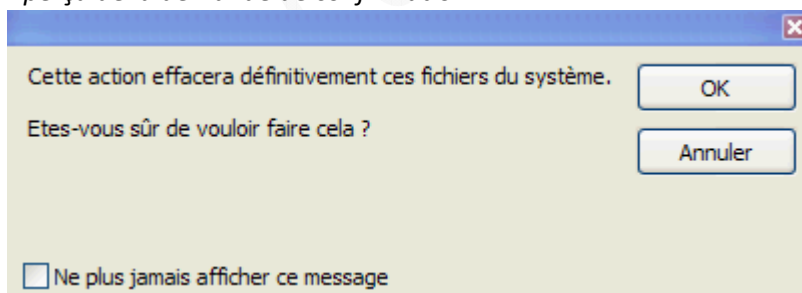 Cette action effacera définitivement ces fichiers du système.
OK
Etes-vous sûr de vouloir faire cela ?
Annuler
Ne plus jamais afficher ce message